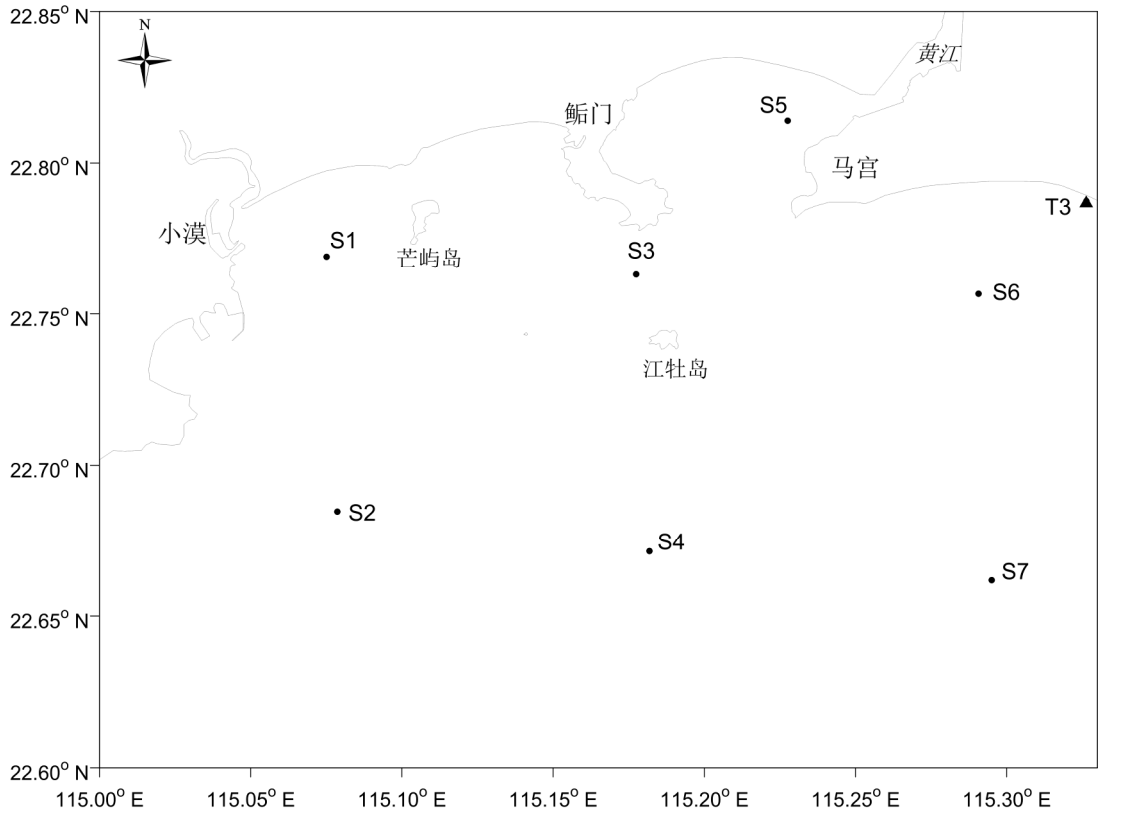 22.85° N
N
黄江
S5
鲘门
22.80° N
马宫
T3
小漠
S1
芒屿岛
S3
S6
22.75° N
江牡岛
22.70° N
S2
S4
S7
22.65° N
22.60° N
115.00° E 115.05° E 115.10° E 115.15° E 115.20° E 115.25° E 115.30° E